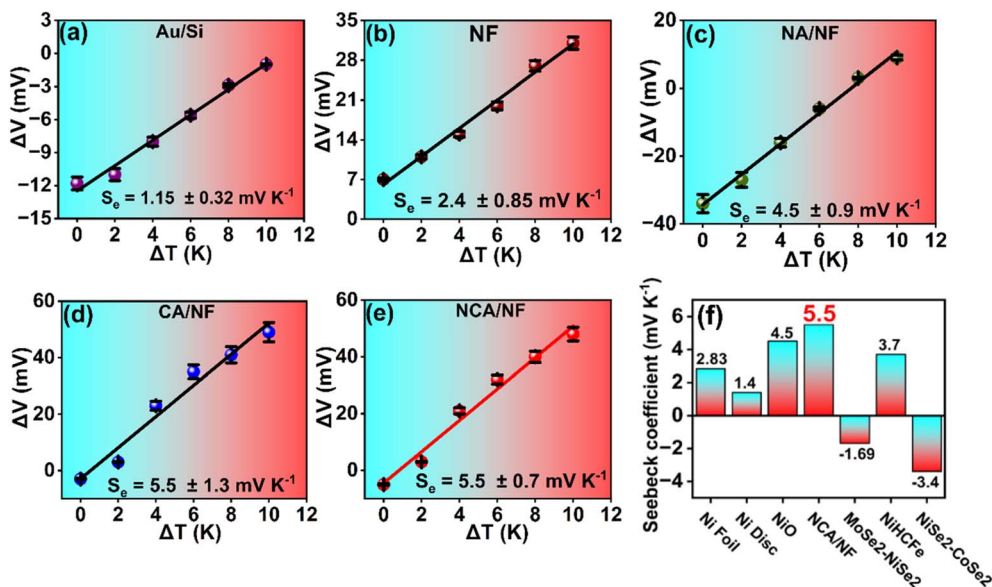 (a)
Au/Si
ΔV (mV)
3
0
−3
−6
−9
−12
−15
S_e = 1.15 ± 0.32 mV K⁻¹
0 2 4 6 8 10 12
ΔT (K)
(b)
NF
ΔV (mV)
35
28
21
14
7
0
S_e = 2.4 ± 0.85 mV K⁻¹
0 2 4 6 8 10 12
ΔT (K)
(c)
NA/NF
ΔV (mV)
20
0
−20
−40
S_e = 4.5 ± 0.9 mV K⁻¹
0 2 4 6 8 10 12
ΔT (K)
(d)
CA/NF
ΔV (mV)
60
40
20
0
S_e = 5.5 ± 1.3 mV K⁻¹
0 2 4 6 8 10 12
ΔT (K)
(e)
NCA/NF
ΔV (mV)
60
40
20
0
S_e = 5.5 ± 0.7 mV K⁻¹
0 2 4 6 8 10 12
ΔT (K)
(f)
Seebeck coefficient (mV K⁻¹)
6
4
2
0
−2
−4
2.83
1.4
4.5
5.5
-1.69
3.7
-3.4
Ni Foil
Ni Disc
NiO
NCA/NF
MoSe2-NiSe2
NiHCFe
NiSe2-CoSe2